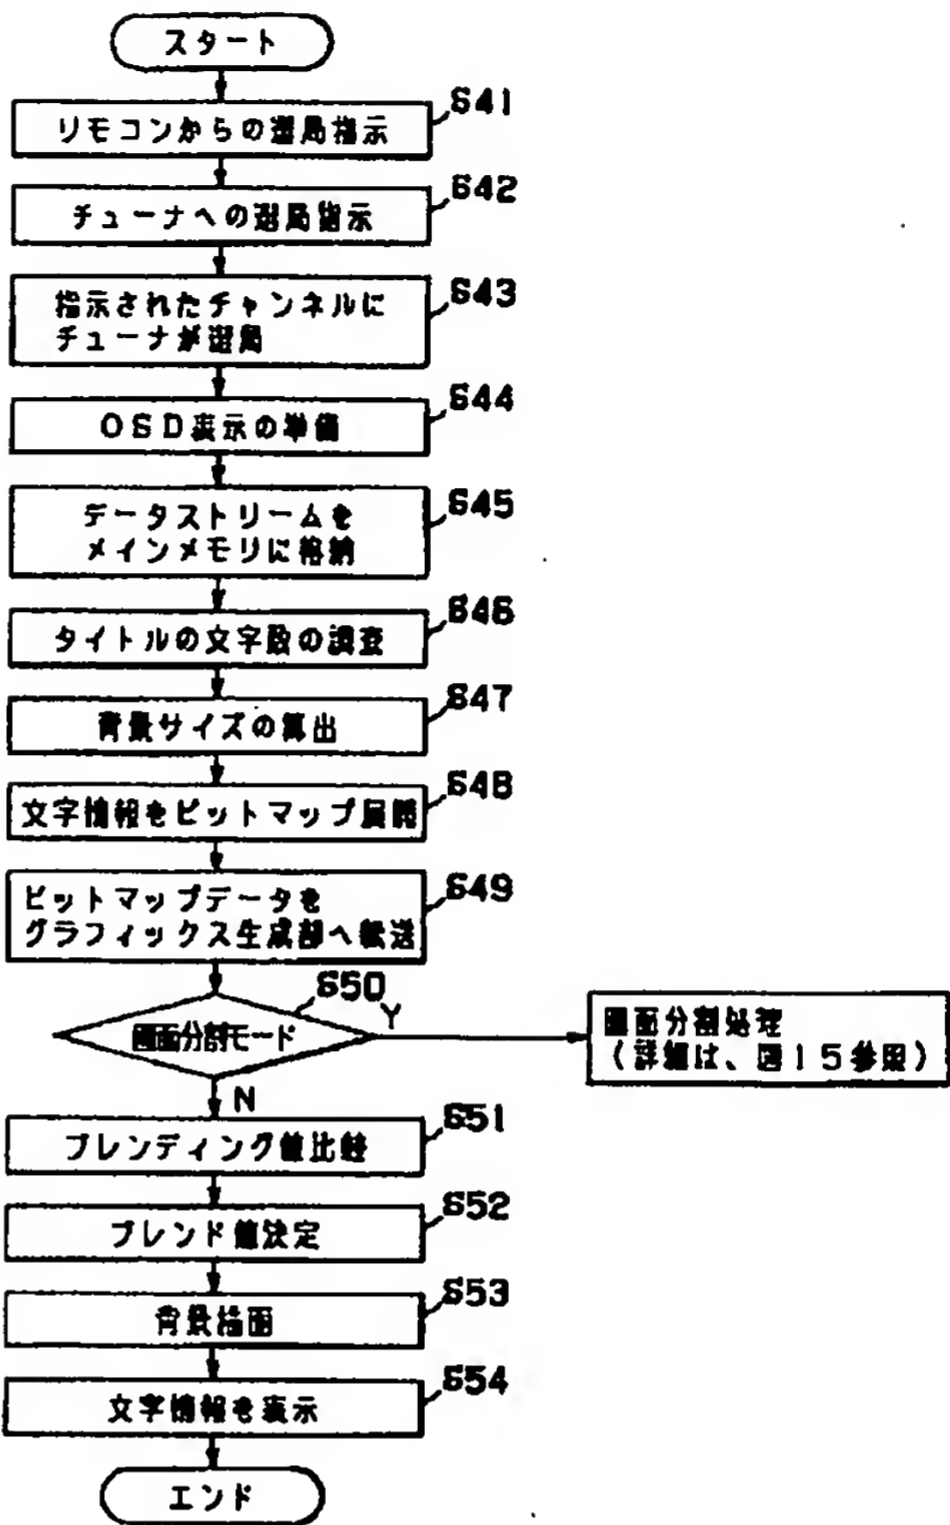 スタート
S41
リモコンからの選局指示
S42
チューナへの選局指示
S43
指示されたチャンネルに
チューナが選局
S44
OSD表示の準備
S45
データストリームを
メインメモリに格納
S46
タイトルの文字数の調査
S47
背景サイズの算出
S48
文字情報をビットマップ展開
S49
ビットマップデータを
グラフィックス生成部へ転送
S50
画面分割モード
Y
画面分割処理
(詳細は、図15参照)
N
S51
ブレンディング値比較
S52
ブレンド値決定
S53
背景描画
S54
文字情報を表示
エンド